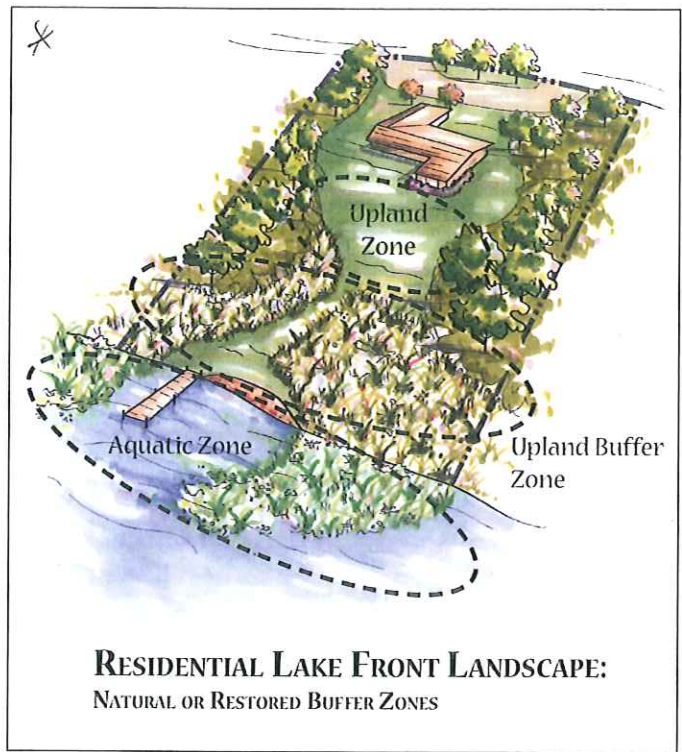 Upland
Zone
Aquatic Zone
Upland Buffer
Zone
RESIDENTIAL LAKE FRONT LANDSCAPE:
NATURAL OR RESTORED BUFFER ZONES